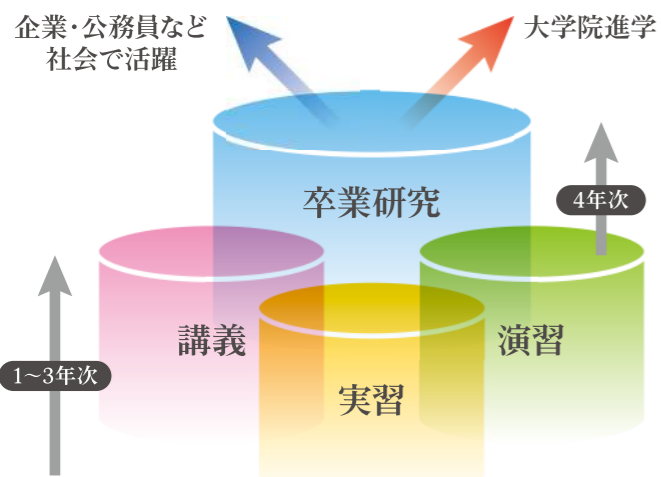 企業・公務員など
社会で活躍
大学院進学
卒業研究
4年次
講義
演習
1〜3年次
実習